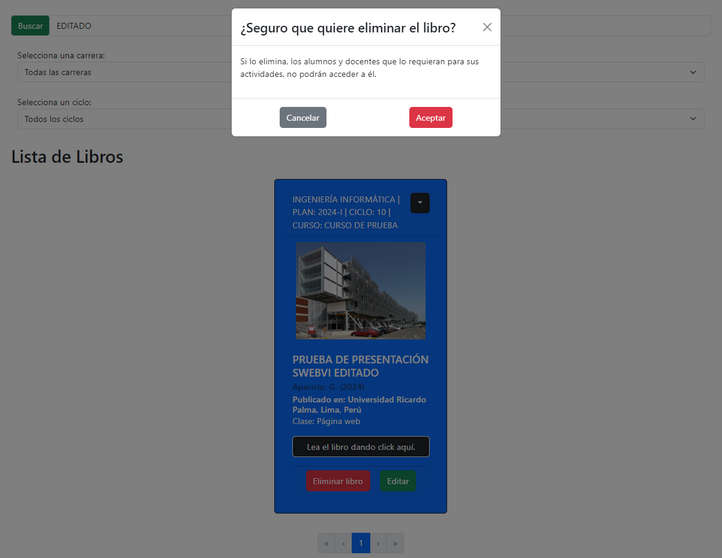 ¿Seguro que quiere eliminar el libro?
Si lo elimina, los alumnos y docentes que lo requieran para sus
actividades, no podrán acceder a él.
Cancelar
Aceptar
Buscar
EDITADO
Selecciona una carrera:
Todas las carreras
Selecciona un ciclo:
Todos los ciclos
Lista de Libros
INGENIERÍA INFORMÁTICA |
PLAN: 2024-I | CICLO: 10 |
CURSO: CURSO DE PRUEBA
PRUEBA DE PRESENTACIÓN
SWEBVI EDITADO
Aparicio, G. (2024)
Publicado en: Universidad Ricardo
Palma, Lima, Perú
Clase: Página web
Lea el libro dando click aquí.
Eliminar libro
Editar
« ‹ 1 › »